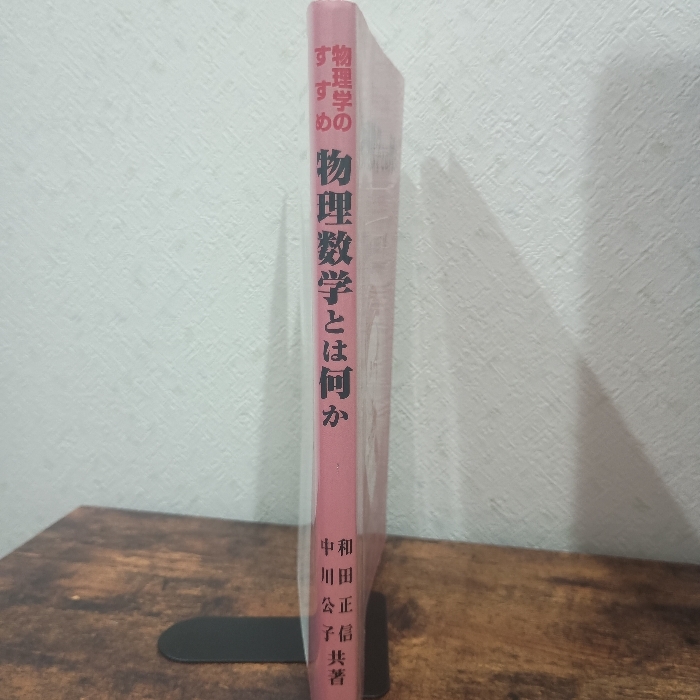 物理学の
すすめ
物理数学とは何か
和田正信
中川公子
共著